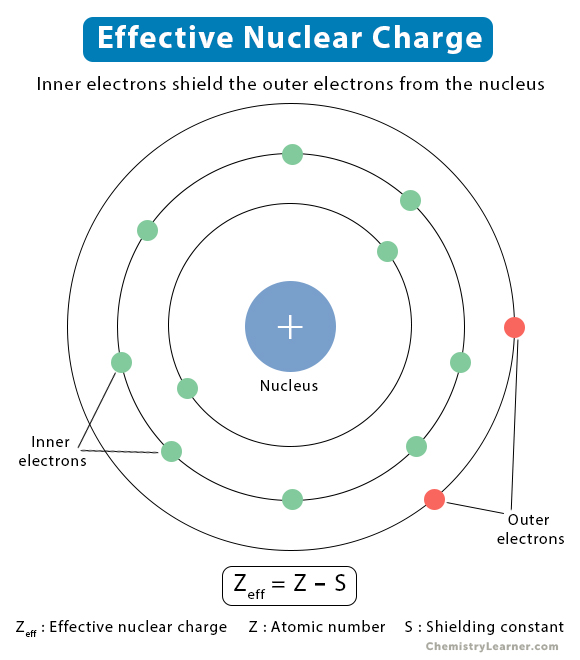 Effective Nuclear Charge
Inner electrons shield the outer electrons from the nucleus
+
Nucleus
Inner
electrons
Outer
electrons
Zeff = Z – S
Zeff : Effective nuclear charge Z : Atomic number S : Shielding constant
ChemistryLearner.com